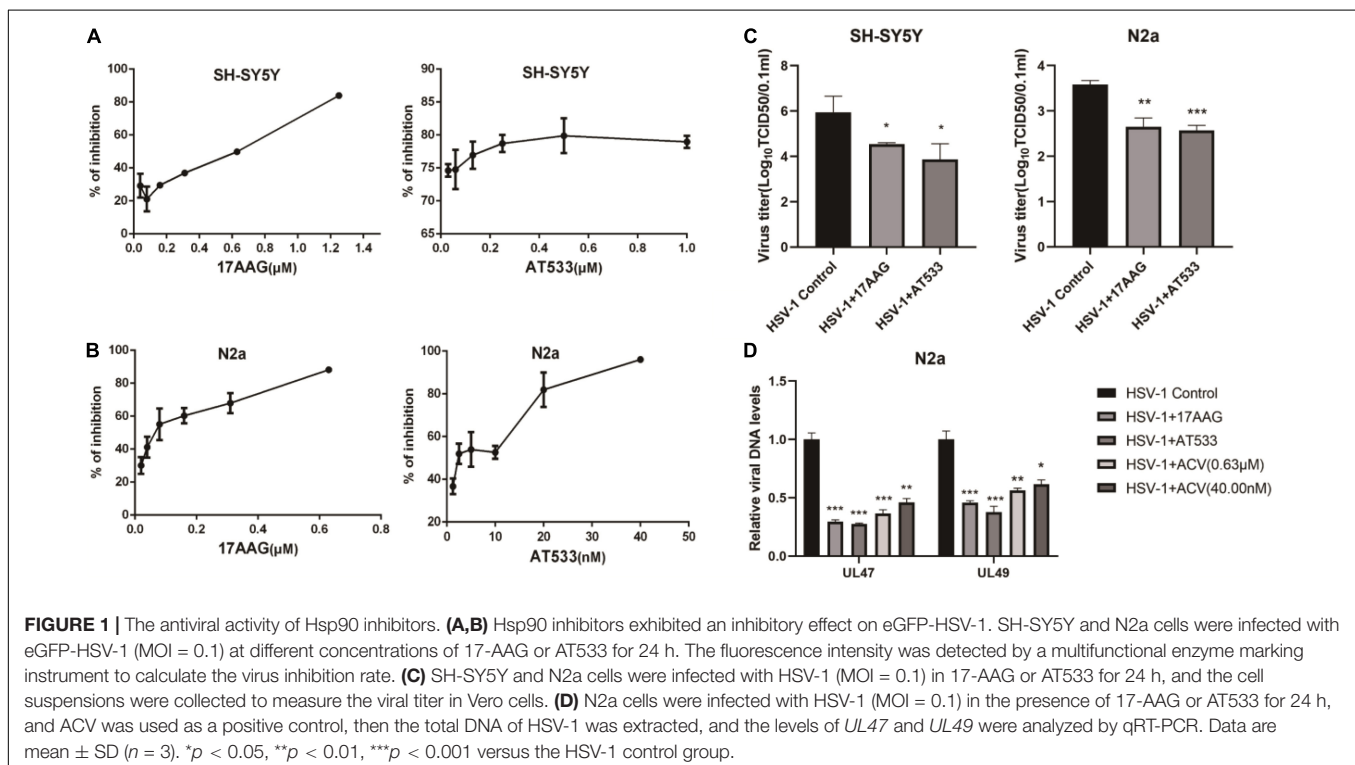 A
SH-SY5Y
% of inhibition
100
80
60
40
20
0
0.0 0.2 0.4 0.6 0.8 1.0 1.2 1.4
17AAG(μM)
SH-SY5Y
% of inhibition
90
85
80
75
70
65
0.0 0.2 0.4 0.6 0.8 1.0
AT533(μM)
B
N2a
% of inhibition
100
80
60
40
20
0
0.0 0.2 0.4 0.6 0.8
17AAG(μM)
N2a
% of inhibition
100
80
60
40
20
0 10 20 30 40 50
AT533(nM)
C
SH-SY5Y
Virus titer(Log10TCID50/0.1ml)
8
6
4
2
0
*
*
HSV-1 Control
HSV-1+17AAG
HSV-1+AT533
N2a
Virus titer(Log10TCID50/0.1ml)
4
3
2
1
0
**
***
HSV-1 Control
HSV-1+17AAG
HSV-1+AT533
D
N2a
Relative viral DNA levels
1.5
1.0
0.5
0.0
*** *** *** **
*** *** ** *
UL47 UL49
HSV-1 Control
HSV-1+17AAG
HSV-1+AT533
HSV-1+ACV(0.63μM)
HSV-1+ACV(40.00nM)
FIGURE 1 | The antiviral activity of Hsp90 inhibitors. (A,B) Hsp90 inhibitors exhibited an inhibitory effect on eGFP-HSV-1. SH-SY5Y and N2a cells were infected with
eGFP-HSV-1 (MOI = 0.1) at different concentrations of 17-AAG or AT533 for 24 h. The fluorescence intensity was detected by a multifunctional enzyme marking
instrument to calculate the virus inhibition rate. (C) SH-SY5Y and N2a cells were infected with HSV-1 (MOI = 0.1) in 17-AAG or AT533 for 24 h, and the cell
suspensions were collected to measure the viral titer in Vero cells. (D) N2a cells were infected with HSV-1 (MOI = 0.1) in the presence of 17-AAG or AT533 for 24 h,
and ACV was used as a positive control, then the total DNA of HSV-1 was extracted, and the levels of UL47 and UL49 were analyzed by qRT-PCR. Data are
mean ± SD (n = 3). *p < 0.05, **p < 0.01, ***p < 0.001 versus the HSV-1 control group.